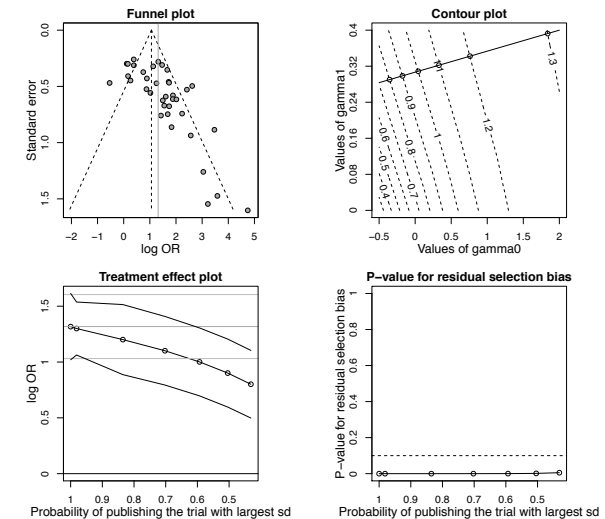 Funnel plot
Standard error
0.0
0.5
1.0
1.5
−2 −1 0 1 2 3 4 5
log OR
Contour plot
Values of gamma1
0.4
0.32
0.24
0.16
0.08
0
0.4
0.5
0.6
0.7
0.8
0.9
1
1.1
1.2
1.3
−0.5 0 0.5 1 1.5 2
Values of gamma0
Treatment effect plot
log OR
1.5
1
0.5
0
1 0.9 0.8 0.7 0.6 0.5
Probability of publishing the trial with largest sd
P−value for residual selection bias
P−value for residual selection bias
1
0.8
0.6
0.4
0.2
0
1 0.9 0.8 0.7 0.6 0.5
Probability of publishing the trial with largest sd